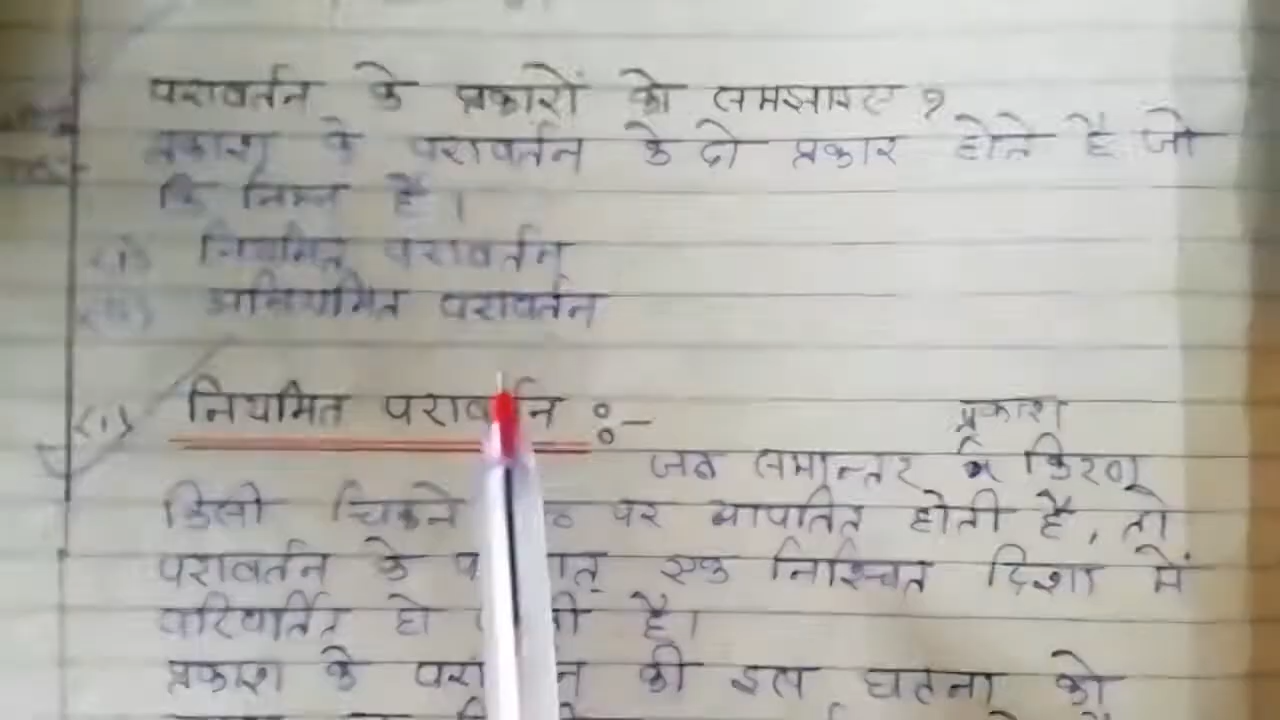 परावर्तन के प्रकारों को समझाइए ?
प्रकाश के परावर्तन के दो प्रकार होते है जो
कि निम्न है।
(i) नियमित परावर्तन
(ii) अनियमित परावर्तन
(i) नियमित परावर्तन :-
प्रकाश
जब समान्तर किरण
किसी चिकने पर आपतित होती है, तो
परावर्तन के एक निश्चित दिशा में
परिवर्तित हो है।
प्रकाश के की इस घटना को